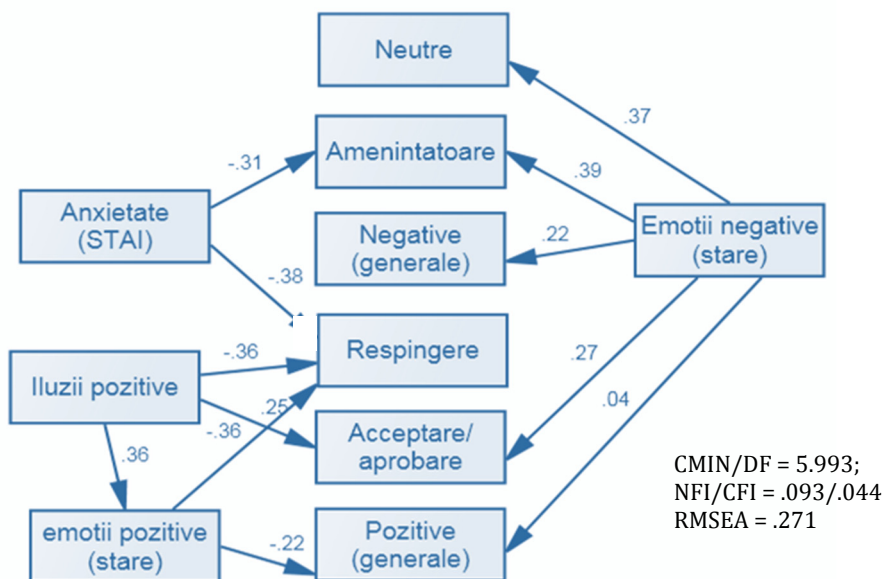 Neutre
.37
-.31
Amenintatoare
.39
Anxietate
(STAI)
Negative
(generale)
.22
Emotii negative
(stare)
-.38
Respingere
-.36
.27
Iluzii pozitive
.25
.04
-.36
Acceptare/
aprobare
.36
CMIN/DF = 5.993;
NFI/CFI = .093/.044
RMSEA = .271
emotii pozitive
(stare)
-.22
Pozitive
(generale)